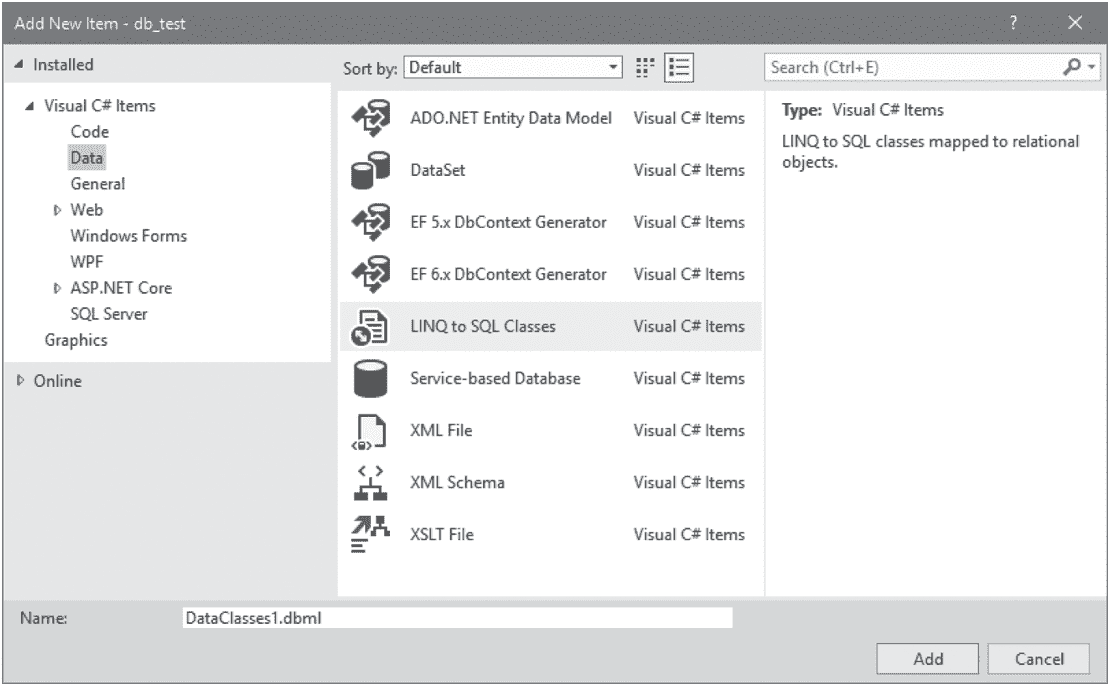 Add New Item - db_test
?
Installed
Sort by: Default
Search (Ctrl+E)
Visual C# Items
Code
Data
General
Web
Windows Forms
WPF
ASP.NET Core
SQL Server
Graphics
Online
ADO.NET Entity Data Model Visual C# Items
DataSet Visual C# Items
EF 5.x DbContext Generator Visual C# Items
EF 6.x DbContext Generator Visual C# Items
LINQ to SQL Classes Visual C# Items
Service-based Database Visual C# Items
XML File Visual C# Items
XML Schema Visual C# Items
XSLT File Visual C# Items
Type: Visual C# Items
LINQ to SQL classes mapped to relational
objects.
Name: DataClasses1.dbml
Add Cancel